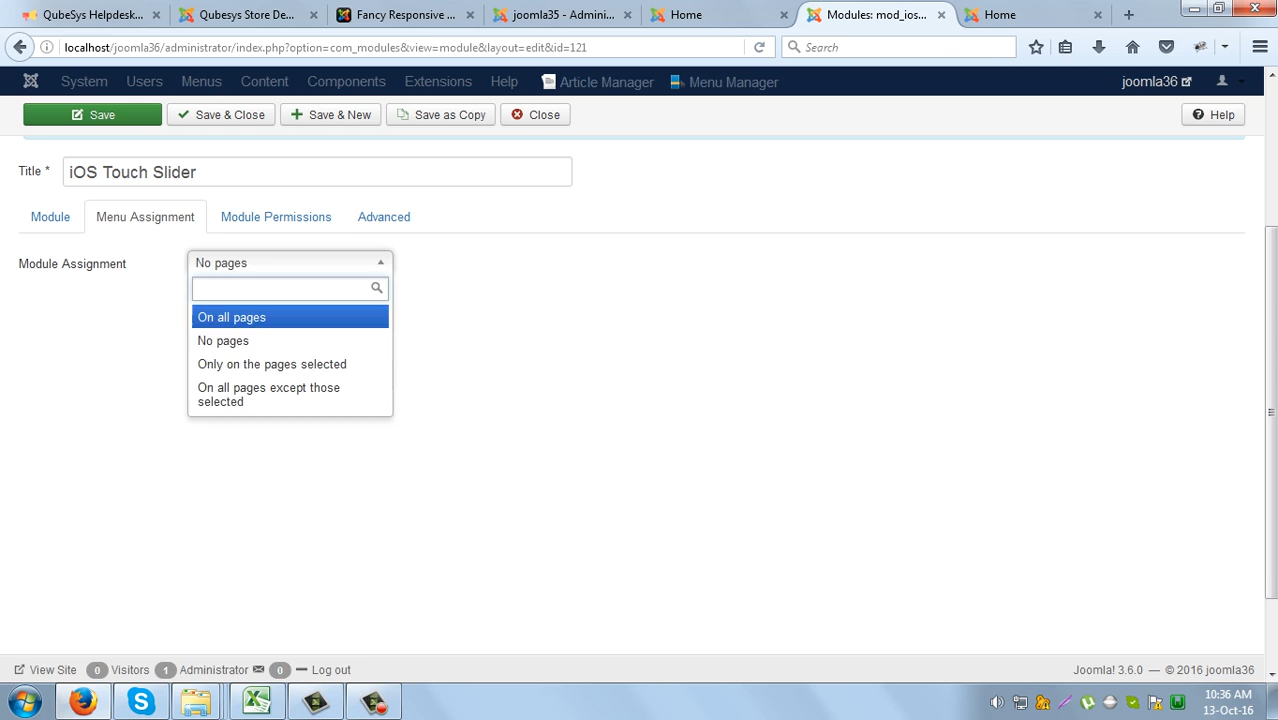 QubeSys Helpdesk...
Qubesys Store De...
Fancy Responsive ...
joomla35 - Admini...
Home
Modules: mod_ios...
Home
localhost/joomla36/administrator/index.php?option=com_modules&view=module&layout=edit&id=121
Search
System Users Menus Content Components Extensions Help Article Manager Menu Manager joomla36
Save Save & Close Save & New Save as Copy Close Help
Title * iOS Touch Slider
Module Menu Assignment Module Permissions Advanced
Module Assignment No pages
On all pages
No pages
Only on the pages selected
On all pages except those
selected
View Site 0 Visitors 1 Administrator 0 Log out Joomla! 3.6.0 — © 2016 joomla36
10:36 AM
13-Oct-16